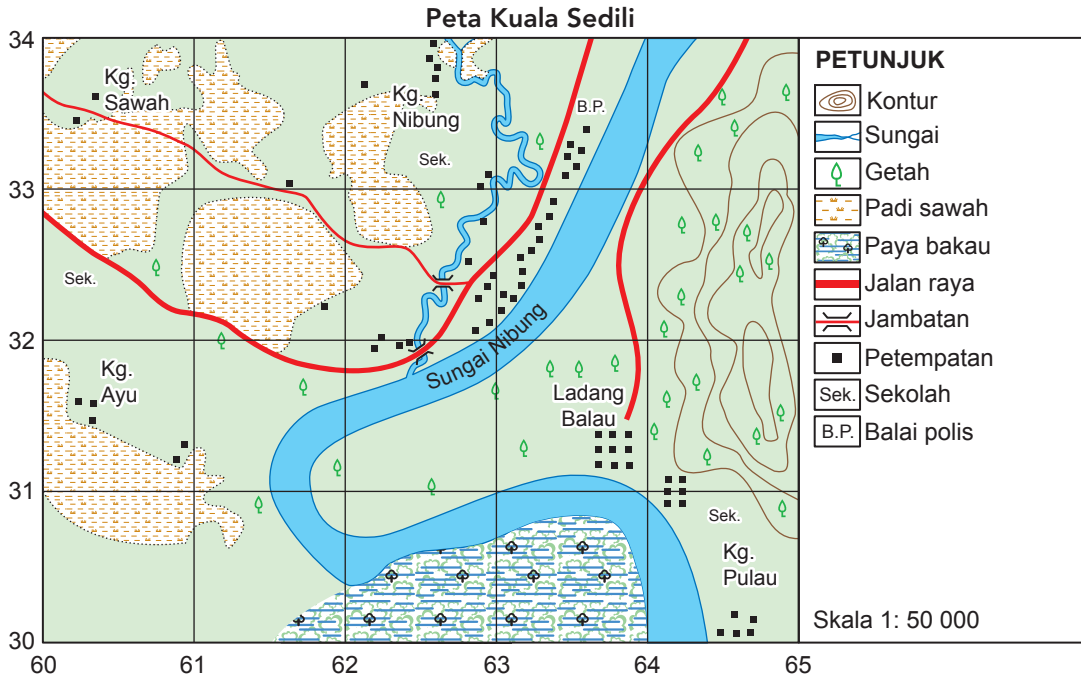 Peta Kuala Sedili
34
33
32
31
30
60
61
62
63
64
65
Kg.
Sawah
Kg.
Nibung
Sek.
B.P.
Sek.
Kg.
Ayu
Sungai Nibung
Ladang
Balau
Sek.
Kg.
Pulau
PETUNJUK
Kontur
Sungai
Getah
Padi sawah
Paya bakau
Jalan raya
Jambatan
Petempatan
Sek. Sekolah
B.P. Balai polis
Skala 1: 50 000